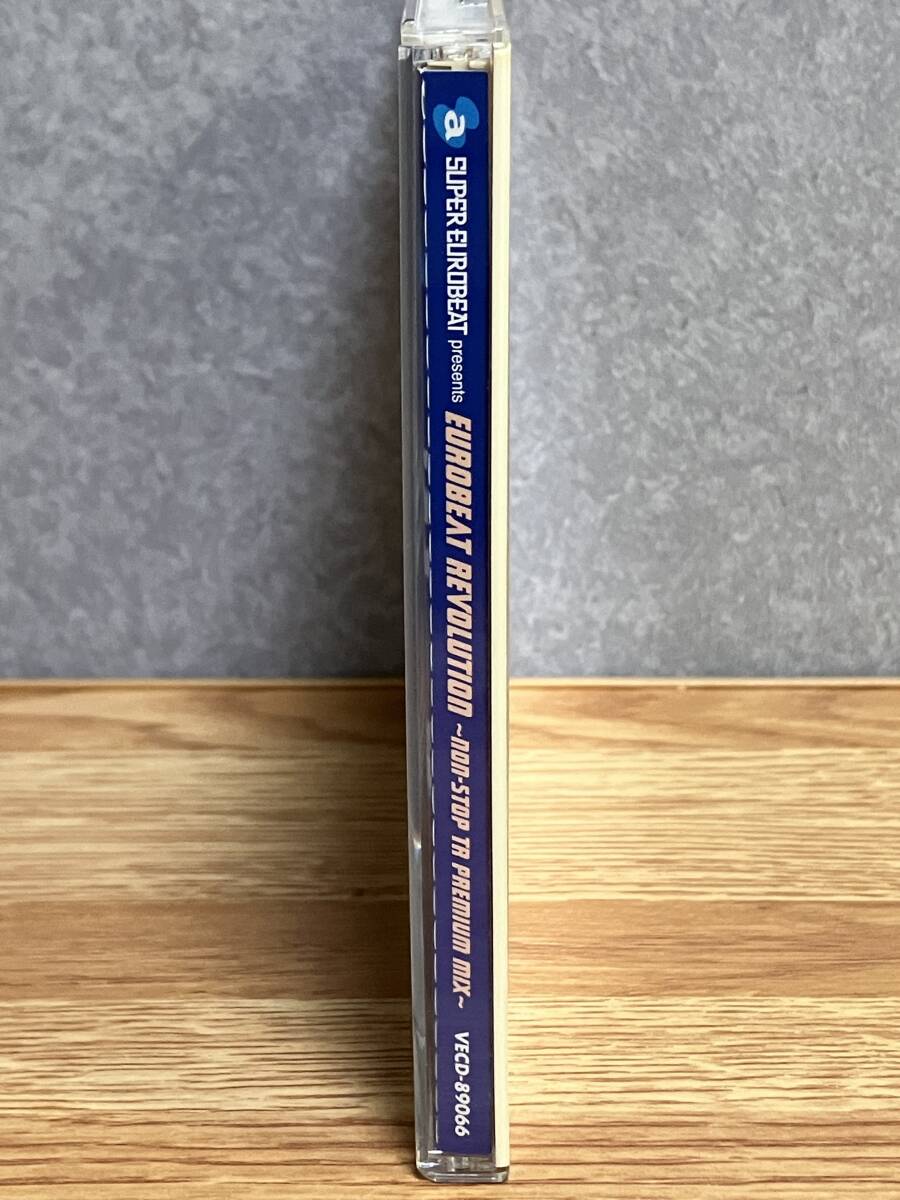 a SUPER EUROBEAT presents EUROBEAT REVOLUTION ~NON-STOP TA PREMIUM MIX~ VECD-89066